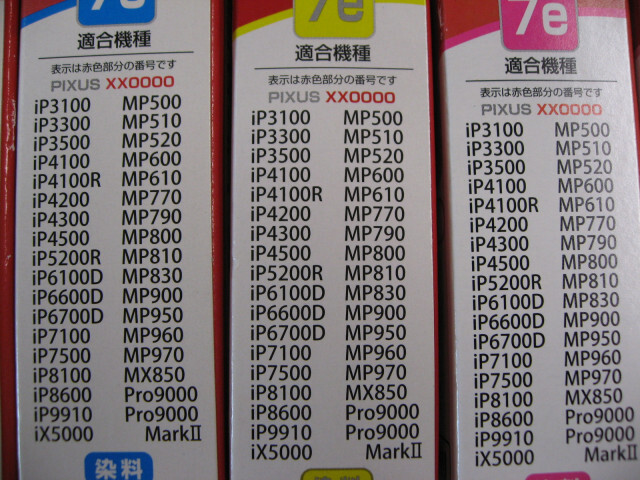 7e
適合機種
表示は赤色部分の番号です
PIXUS XX0000
iP3100 MP500
iP3300 MP510
iP3500 MP520
iP4100 MP600
iP4100R MP610
iP4200 MP770
iP4300 MP790
iP4500 MP800
iP5200R MP810
iP6100D MP830
iP6600D MP900
iP6700D MP950
iP7100 MP960
iP7500 MP970
iP8100 MX850
iP8600 Pro9000
iP9910 Pro9000
iX5000 MarkⅡ
染料
7e
適合機種
表示は赤色部分の番号です
PIXUS XX0000
iP3100 MP500
iP3300 MP510
iP3500 MP520
iP4100 MP600
iP4100R MP610
iP4200 MP770
iP4300 MP790
iP4500 MP800
iP5200R MP810
iP6100D MP830
iP6600D MP900
iP6700D MP950
iP7100 MP960
iP7500 MP970
iP8100 MX850
iP8600 Pro9000
iP9910 Pro9000
iX5000 MarkⅡ
7e
適合機種
表示は赤色部分の番号です
PIXUS XX0000
iP3100 MP500
iP3300 MP510
iP3500 MP520
iP4100 MP600
iP4100R MP610
iP4200 MP770
iP4300 MP790
iP4500 MP800
iP5200R MP810
iP6100D MP830
iP6600D MP900
iP6700D MP950
iP7100 MP960
iP7500 MP970
iP8100 MX850
iP8600 Pro9000
iP9910 Pro9000
iX5000 MarkⅡ